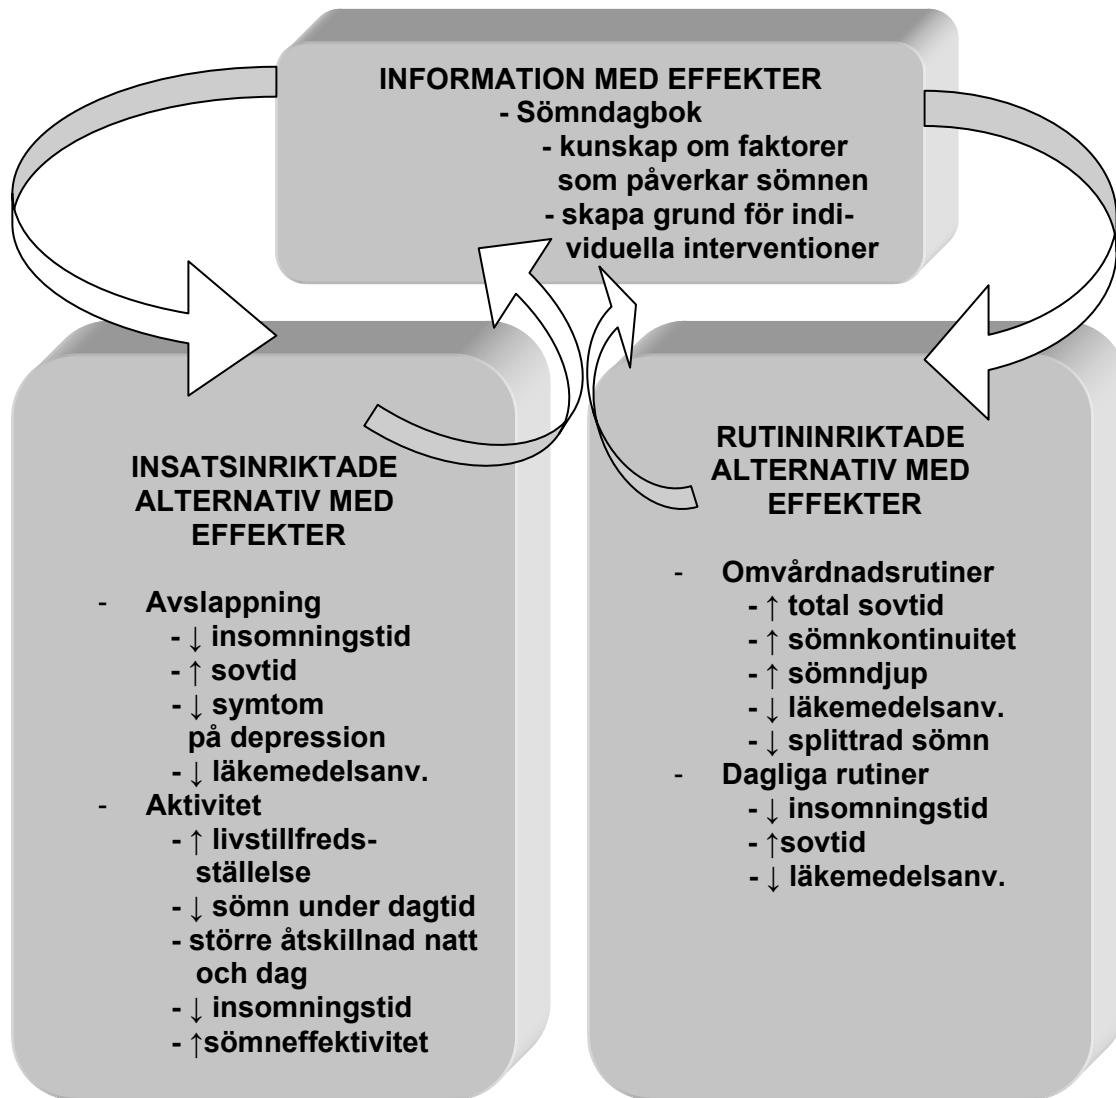 INFORMATION MED EFFEKTER
- Sömndagbok
- kunskap om faktorer
som påverkar sömnen
- skapa grund för indi-
viduella interventioner
INSATSINRIKTADE
ALTERNATIV MED
EFFEKTER
- Avslappning
- ↓ insomningstid
- ↑ sovtid
- ↓ symtom
på depression
- ↓ läkemedelsanv.
- Aktivitet
- ↑ livstillfreds-
ställelse
- ↓ sömn under dagtid
- större åtskillnad natt
och dag
- ↓ insomningstid
- ↑sömneffektivitet
RUTININRIKTADE
ALTERNATIV MED
EFFEKTER
- Omvårdnadsrutiner
- ↑ total sovtid
- ↑ sömnkontinuitet
- ↑ sömndjup
- ↓ läkemedelsanv.
- ↓ splittrad sömn
- Dagliga rutiner
- ↓ insomningstid
- ↑sovtid
- ↓ läkemedelsanv.